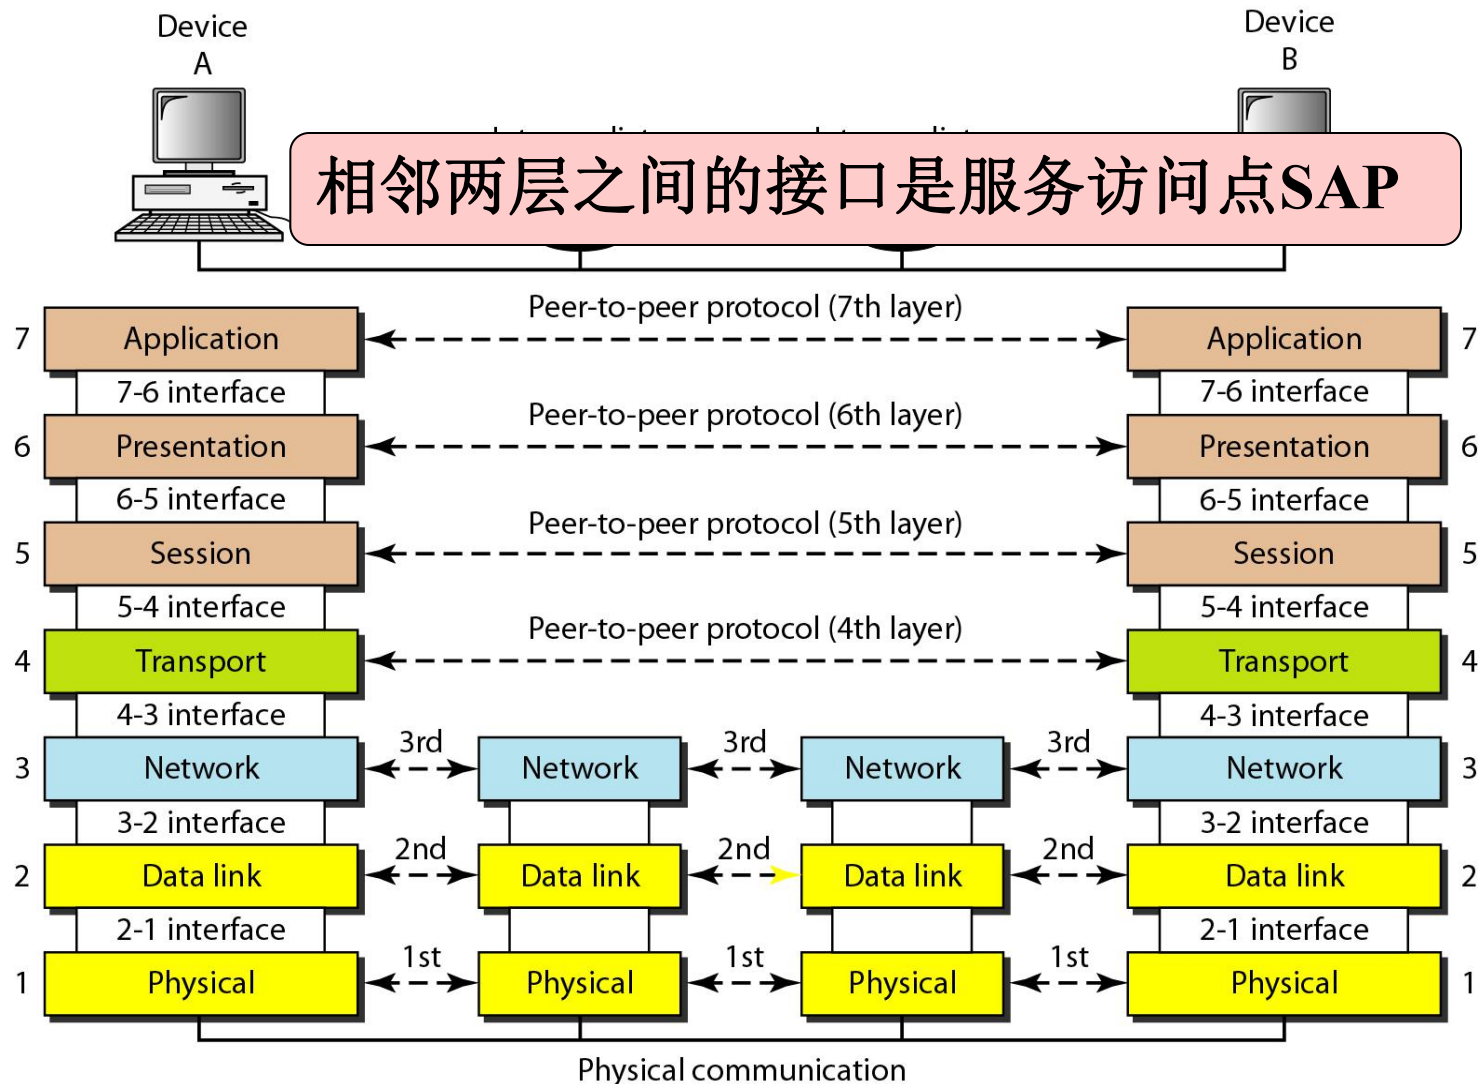 Device
A
Device
B
相邻两层之间的接口是服务访问点SAP
Peer-to-peer protocol (7th layer)
7 Application Application 7
7-6 interface 7-6 interface
Peer-to-peer protocol (6th layer)
6 Presentation Presentation 6
6-5 interface 6-5 interface
Peer-to-peer protocol (5th layer)
5 Session Session 5
5-4 interface 5-4 interface
Peer-to-peer protocol (4th layer)
4 Transport Transport 4
4-3 interface 4-3 interface
3rd 3rd 3rd
3 Network Network Network Network 3
3-2 interface 3-2 interface
2nd 2nd 2nd
2 Data link Data link Data link Data link 2
2-1 interface 2-1 interface
1st 1st 1st
1 Physical Physical Physical Physical 1
Physical communication